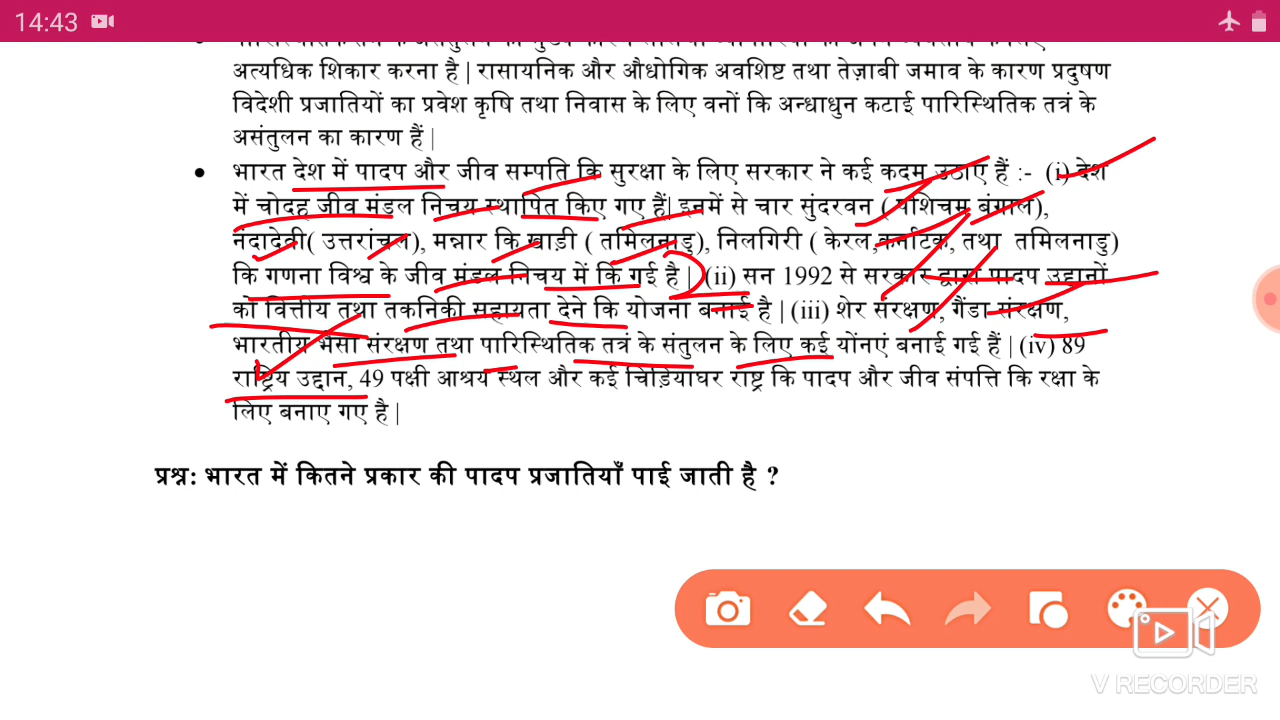 14:43
अत्यधिक शिकार करना है | रासायनिक और औधोगिक अवशिष्ट तथा तेज़ाबी जमाव के कारण प्रदुषण
विदेशी प्रजातियों का प्रवेश कृषि तथा निवास के लिए वनों कि अन्धाधुन कटाई पारिस्थितिक तत्रं के
असंतुलन का कारण हैं |
• भारत देश में पादप और जीव सम्पति कि सुरक्षा के लिए सरकार ने कई कदम उठाए हैं :- (i) देश
में चोदह जीव मंडल निचय स्थापित किए गए हैं| इनमें से चार सुंदरवन ( पशिचम बंगाल),
नंदादेवी( उत्तरांचल), मन्नार कि खाड़ी ( तमिलनाडु), निलगिरी ( केरल,कर्नाटक, तथा तमिलनाडु)
कि गणना विश्व के जीव मंडल निचय में कि गई है | (ii) सन 1992 से सरकार द्वारा पादप उद्दानों
को वित्तीय तथा तकनिकी सहायता देने कि योजना बनाई है | (iii) शेर संरक्षण, गैंडा संरक्षण,
भारतीय भैसा संरक्षण तथा पारिस्थितिक तत्रं के संतुलन के लिए कई योंनएं बनाई गई हैं | (iv) 89
राष्ट्रिय उद्दान, 49 पक्षी आश्रय स्थल और कई चिड़ियाघर राष्ट्र कि पादप और जीव संपत्ति कि रक्षा के
लिए बनाए गए है |
प्रश्न: भारत में कितने प्रकार की पादप प्रजातियाँ पाई जाती है ?
V RECORDER